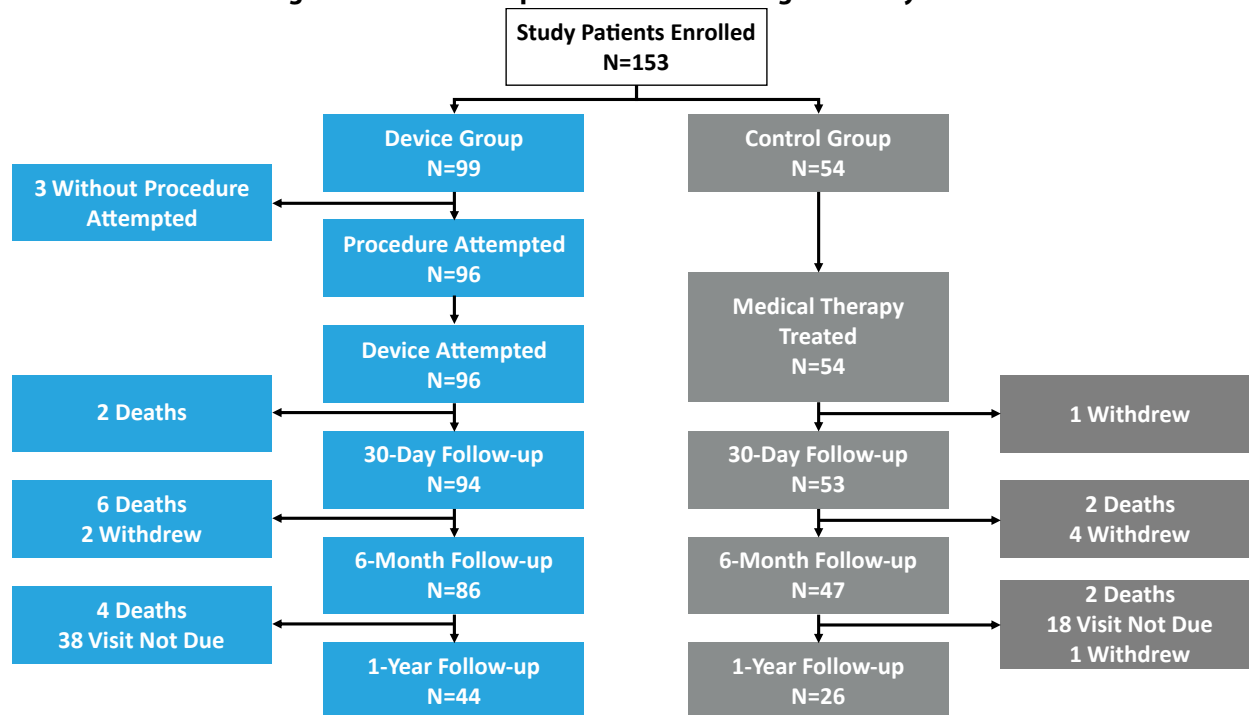 Study Patients Enrolled
N=153
Device Group
N=99
Control Group
N=54
3 Without Procedure
Attempted
Procedure Attempted
N=96
Medical Therapy
Treated
N=54
Device Attempted
N=96
2 Deaths
1 Withdrew
30-Day Follow-up
N=94
30-Day Follow-up
N=53
6 Deaths
2 Withdrew
2 Deaths
4 Withdrew
6-Month Follow-up
N=86
6-Month Follow-up
N=47
4 Deaths
38 Visit Not Due
2 Deaths
18 Visit Not Due
1 Withdrew
1-Year Follow-up
N=44
1-Year Follow-up
N=26